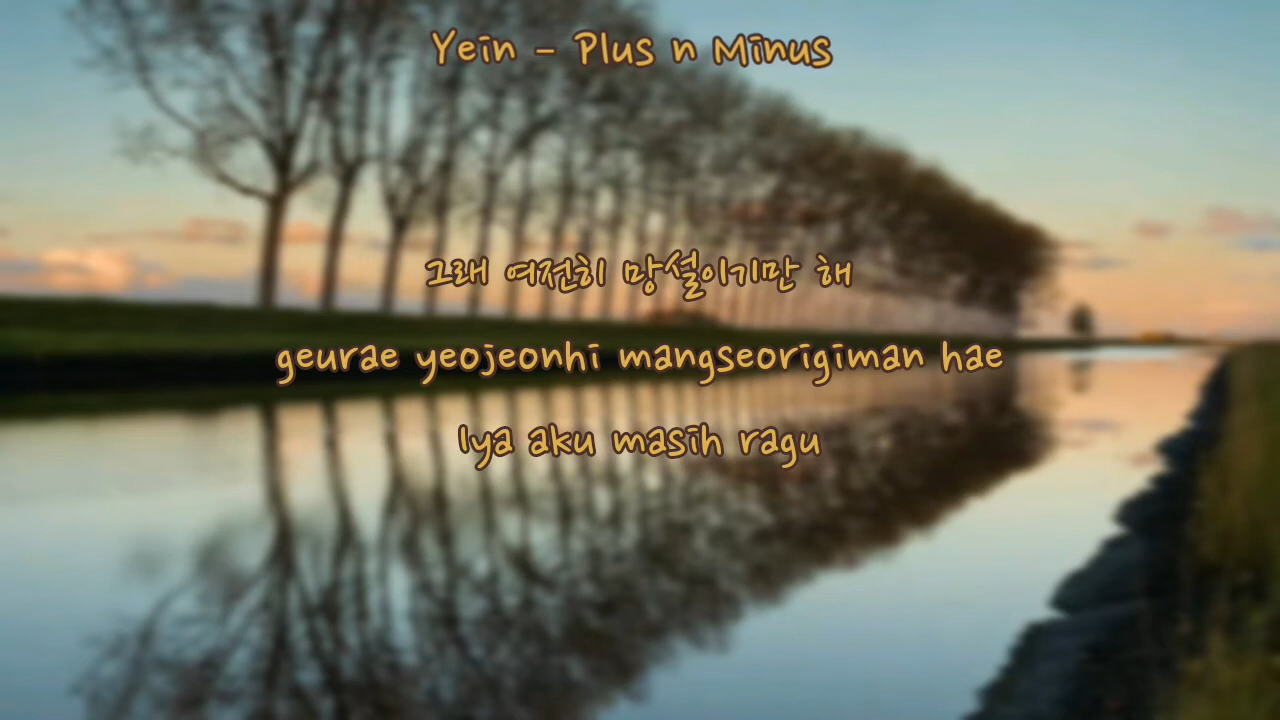 Yein - Plus n Minus
그래 여전히 망설이기만 해
geurae yeojeonhi mangseorigiman hae
Iya aku masih ragu